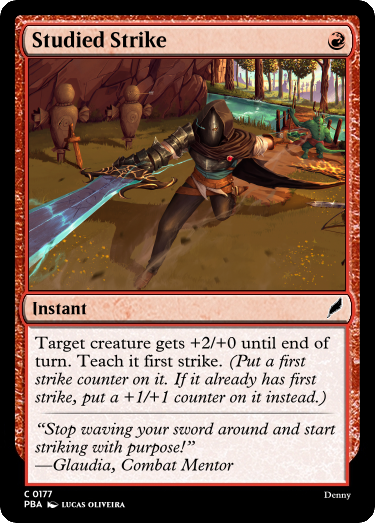 Studied Strike
Instant
Target creature gets +2/+0 until end of
turn. Teach it first strike. (Put a first
strike counter on it. If it already has first
strike, put a +1/+1 counter on it instead.)
“Stop waving your sword around and start
striking with purpose!”
—Glaudia, Combat Mentor
C 0177
PBA LUCAS OLIVEIRA
Denny